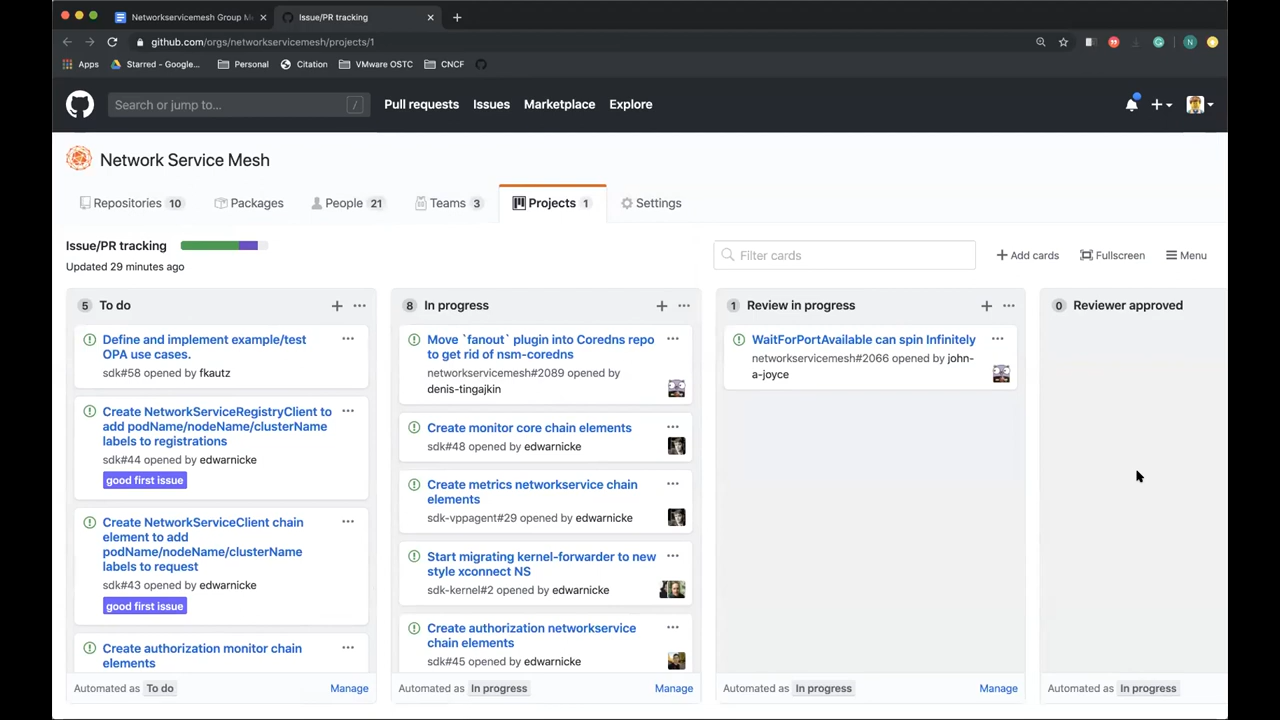 Networkservicemesh Group M
Issue/PR tracking
github.com/orgs/networkservicemesh/projects/1
Apps
Starred - Google...
Personal
Citation
VMware OSTC
CNCF
N
Search or jump to...
/
Pull requests
Issues
Marketplace
Explore
Network Service Mesh
Repositories 10
Packages
People 21
Teams 3
Projects 1
Settings
Issue/PR tracking
Updated 29 minutes ago
Filter cards
Add cards
Fullscreen
Menu
5 To do
Define and implement example/test
OPA use cases.
sdk#58 opened by fkautz
Create NetworkServiceRegistryClient to
add podName/nodeName/clusterName
labels to registrations
sdk#44 opened by edwarnicke
good first issue
Create NetworkServiceClient chain
element to add
podName/nodeName/clusterName
labels to request
sdk#43 opened by edwarnicke
good first issue
Create authorization monitor chain
elements
Automated as To do
Manage
8 In progress
Move `fanout` plugin into Coredns repo
to get rid of nsm-coredns
networkservicemesh#2089 opened by
denis-tingajkin
Create monitor core chain elements
sdk#48 opened by edwarnicke
Create metrics networkservice chain
elements
sdk-vppagent#29 opened by edwarnicke
Start migrating kernel-forwarder to new
style xconnect NS
sdk-kernel#2 opened by edwarnicke
Create authorization networkservice
chain elements
sdk#45 opened by edwarnicke
Automated as In progress
Manage
1 Review in progress
WaitForPortAvailable can spin Infinitely
networkservicemesh#2066 opened by john-
a-joyce
Automated as In progress
Manage
0 Reviewer approved
Automated as In progress